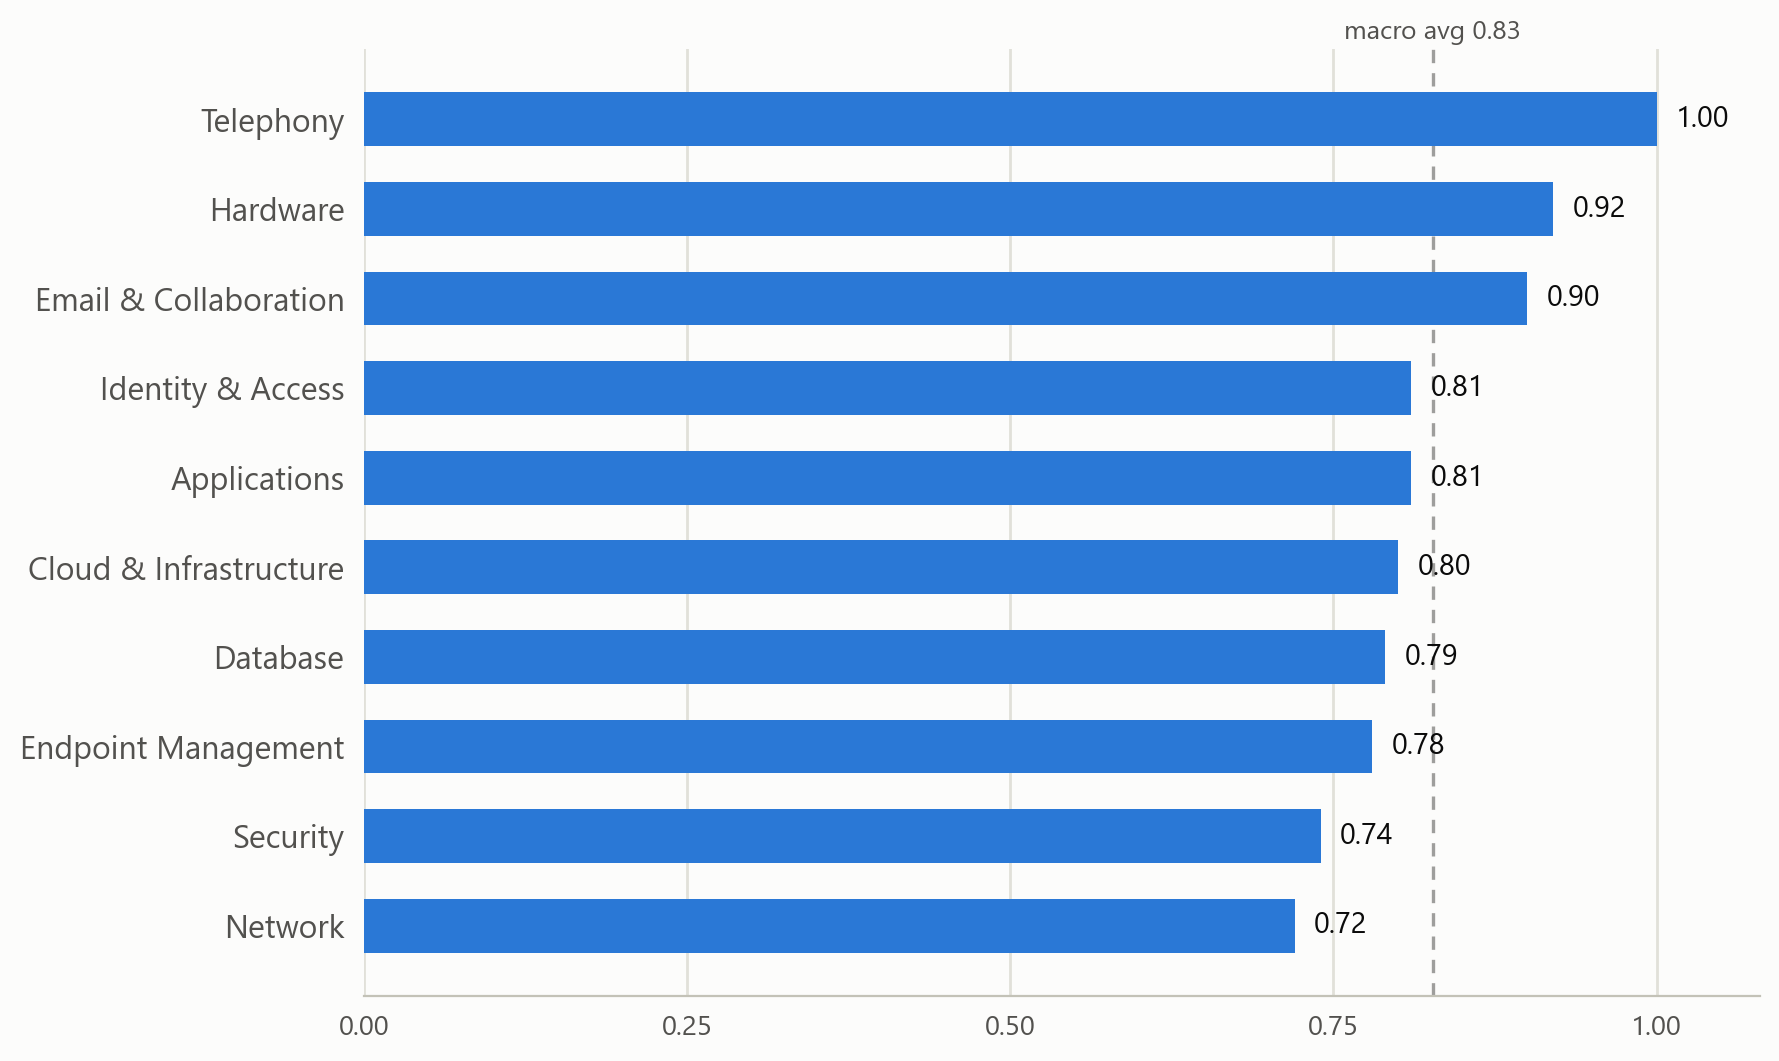 macro avg 0.83
Telephony 1.00
Hardware 0.92
Email & Collaboration 0.90
Identity & Access 0.81
Applications 0.81
Cloud & Infrastructure 0.80
Database 0.79
Endpoint Management 0.78
Security 0.74
Network 0.72
0.00 0.25 0.50 0.75 1.00